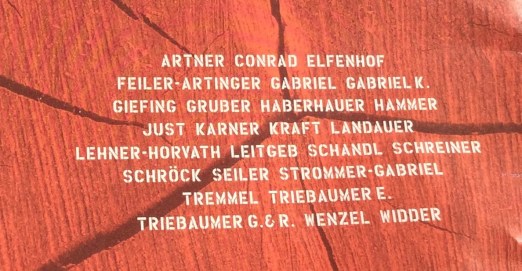 ARTNER CONRAD ELFENHOF
FEILER-ARTINGER GABRIEL GABRIEL K.
GIEFING GRUBER HABERHAUER HAMMER
JUST KARNER KRAFT LANDAUER
LEHNER-HORVATH LEITGEB SCHANDL SCHREINER
SCHRÖCK SEILER STROMMER-GABRIEL
TREMMEL TRIEBAUMER E.
TRIEBAUMER G.& R. WENZEL WIDDER